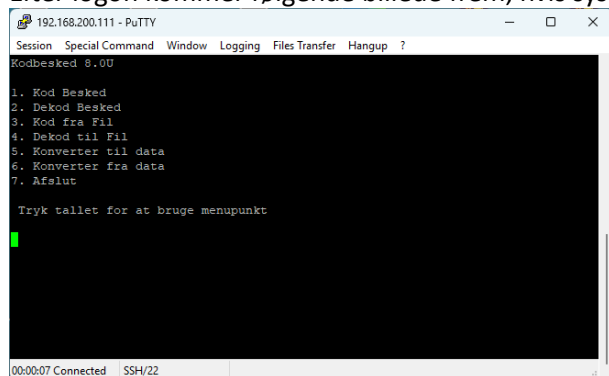 Efter logon kommer følgende billede frem, hvis sys
192.168.200.111 - PuTTY
Session Special Command Window Logging Files Transfer Hangup ?
Kodbesked 8.0U
1. Kod Besked
2. Dekod Besked
3. Kod fra Fil
4. Dekod til Fil
5. Konverter til data
6. Konverter fra data
7. Afslut
Tryk tallet for at bruge menupunkt
00:00:07 Connected SSH/22